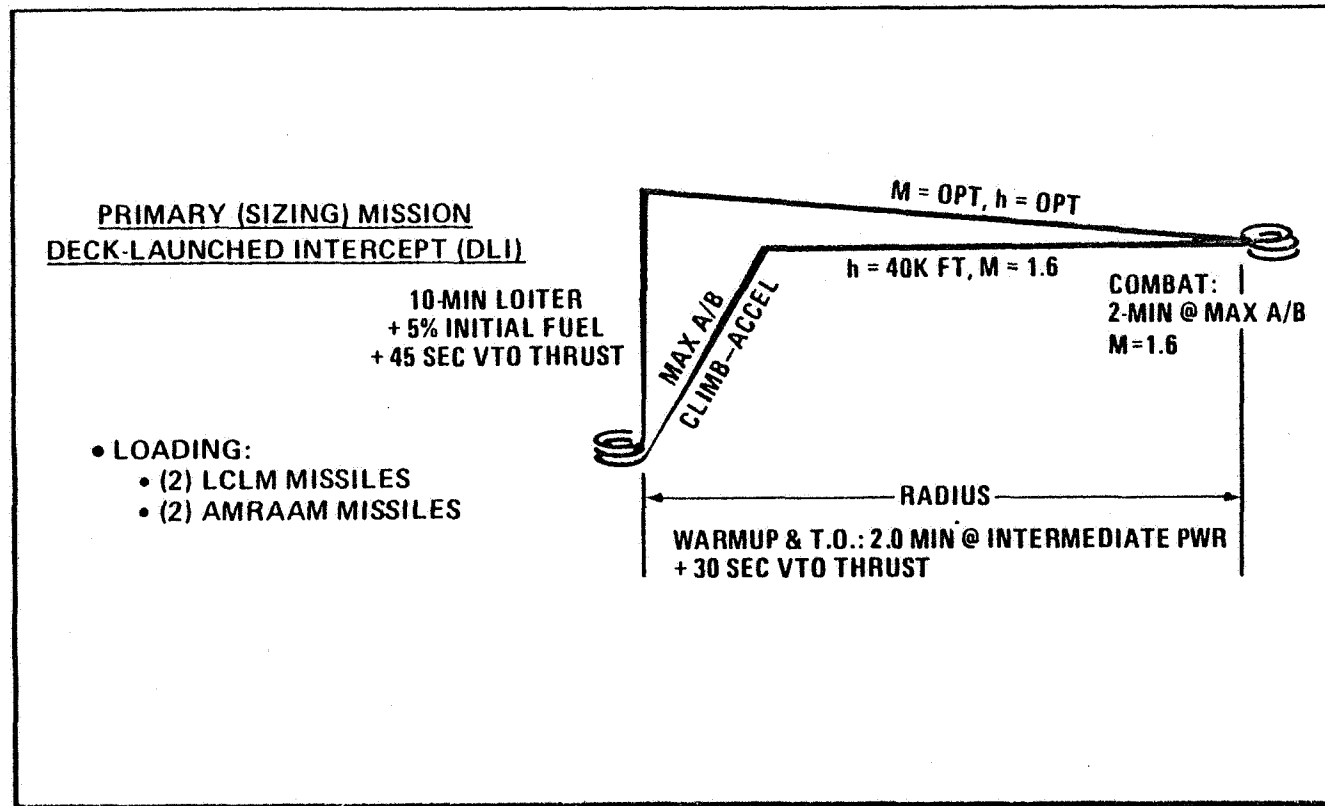 PRIMARY (SIZING) MISSION
DECK-LAUNCHED INTERCEPT (DLI)
10-MIN LOITER
+ 5% INITIAL FUEL
+ 45 SEC VTO THRUST
• LOADING:
• (2) LCLM MISSILES
• (2) AMRAAM MISSILES
M = OPT, h = OPT
h = 40K FT, M = 1.6
MAX A/B
CLIMB-ACCEL
COMBAT:
2-MIN @ MAX A/B
M=1.6
RADIUS
WARMUP & T.O.: 2.0 MIN @ INTERMEDIATE PWR
+ 30 SEC VTO THRUST